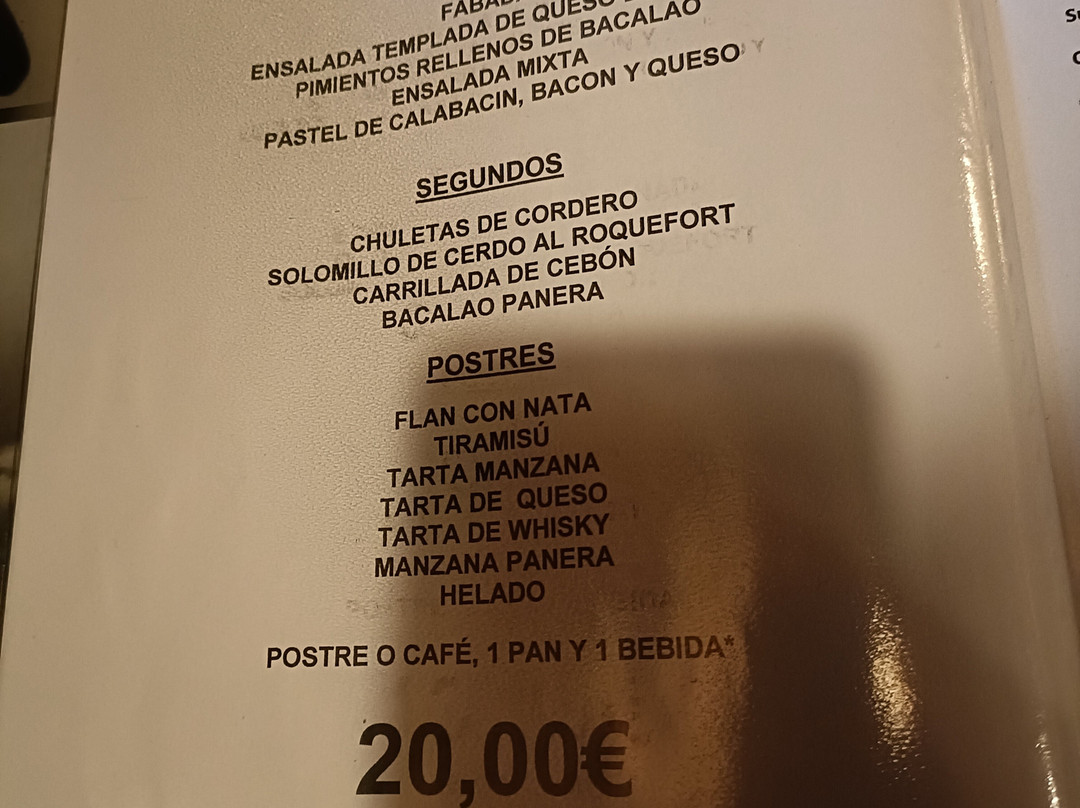 ENSALADA TEMPLADA DE QUESO
PIMIENTOS RELLENOS DE BACALAO
ENSALADA MIXTA
PASTEL DE CALABACIN, BACON Y QUESO
SEGUNDOS
CHULETAS DE CORDERO
SOLOMILLO DE CERDO AL ROQUEFORT
CARRILLADA DE CEBÓN
BACALAO PANERA
POSTRES
FLAN CON NATA
TIRAMISÚ
TARTA MANZANA
TARTA DE QUESO
TARTA DE WHISKY
MANZANA PANERA
HELADO
POSTRE O CAFÉ, 1 PAN Y 1 BEBIDA*
20,00€